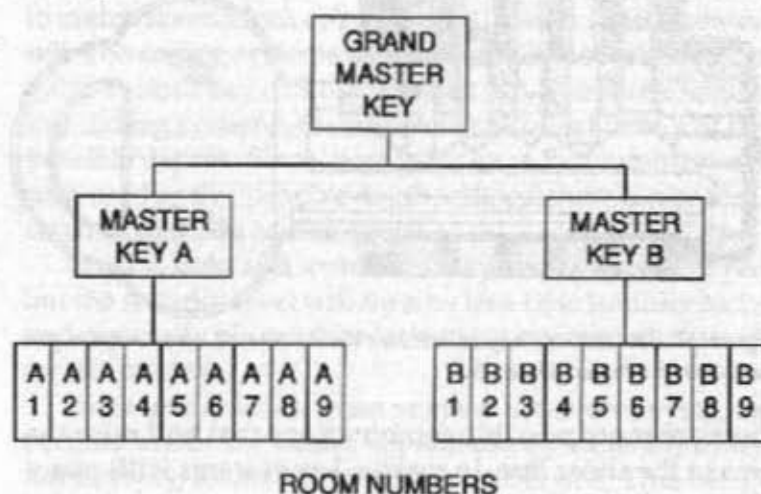 GRAND
MASTER
KEY
MASTER
KEY A
MASTER
KEY B
A A A A A A A A A
1 2 3 4 5 6 7 8 9
B B B B B B B B B
1 2 3 4 5 6 7 8 9
ROOM NUMBERS